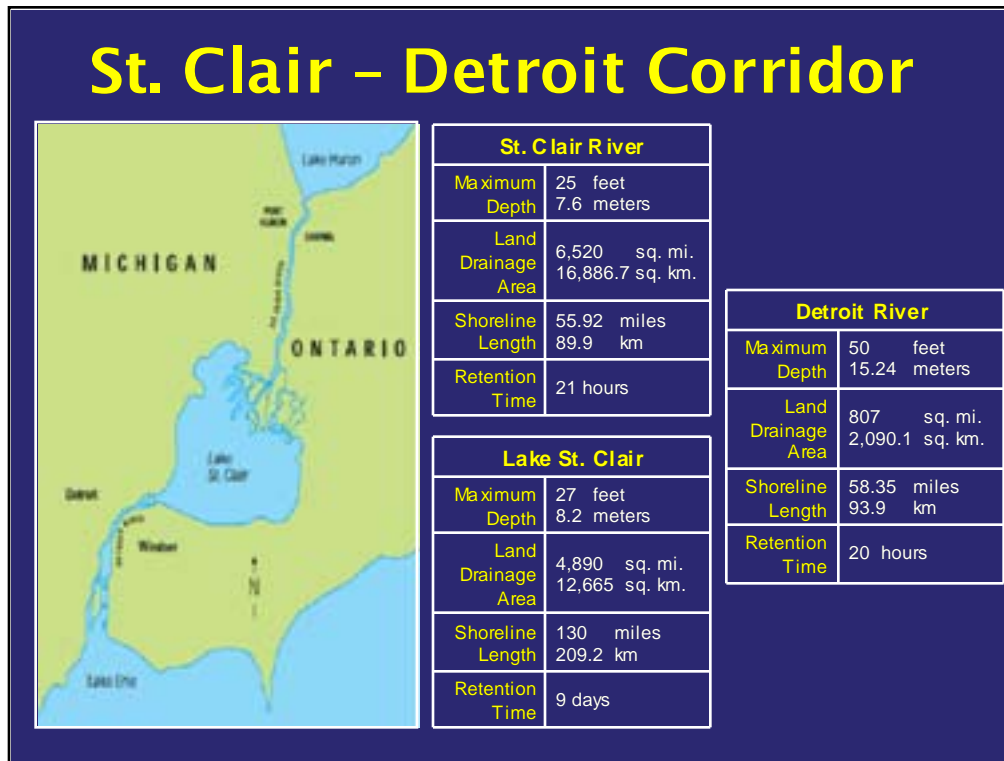 St. Clair – Detroit Corridor
Lake Huron
PORT
HURON
SARNIA
MICHIGAN
ONTARIO
Lake
St. Clair
Detroit
Windsor
N
Lake Erie
St. Clair River
Maximum Depth
25 feet
7.6 meters
Land Drainage Area
6,520 sq. mi.
16,886.7 sq. km.
Shoreline Length
55.92 miles
89.9 km
Retention Time
21 hours
Lake St. Clair
Maximum Depth
27 feet
8.2 meters
Land Drainage Area
4,890 sq. mi.
12,665 sq. km.
Shoreline Length
130 miles
209.2 km
Retention Time
9 days
Detroit River
Maximum Depth
50 feet
15.24 meters
Land Drainage Area
807 sq. mi.
2,090.1 sq. km.
Shoreline Length
58.35 miles
93.9 km
Retention Time
20 hours